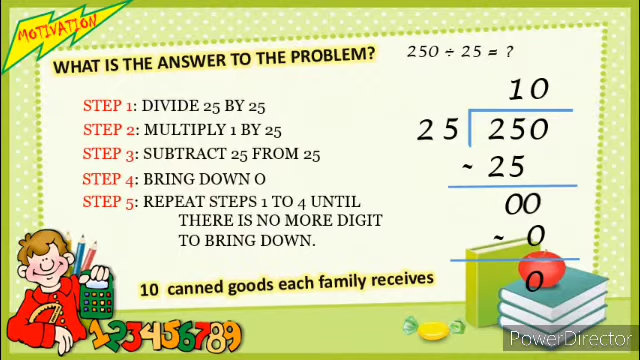 MOTIVATION
WHAT IS THE ANSWER TO THE PROBLEM?
250 ÷ 25 = ?
STEP 1: DIVIDE 25 BY 25
STEP 2: MULTIPLY 1 BY 25
STEP 3: SUBTRACT 25 FROM 25
STEP 4: BRING DOWN O
STEP 5: REPEAT STEPS 1 TO 4 UNTIL
THERE IS NO MORE DIGIT
TO BRING DOWN.
10
25 250
- 25
00
- 0
0
10 canned goods each family receives
123456789
PowerDirector